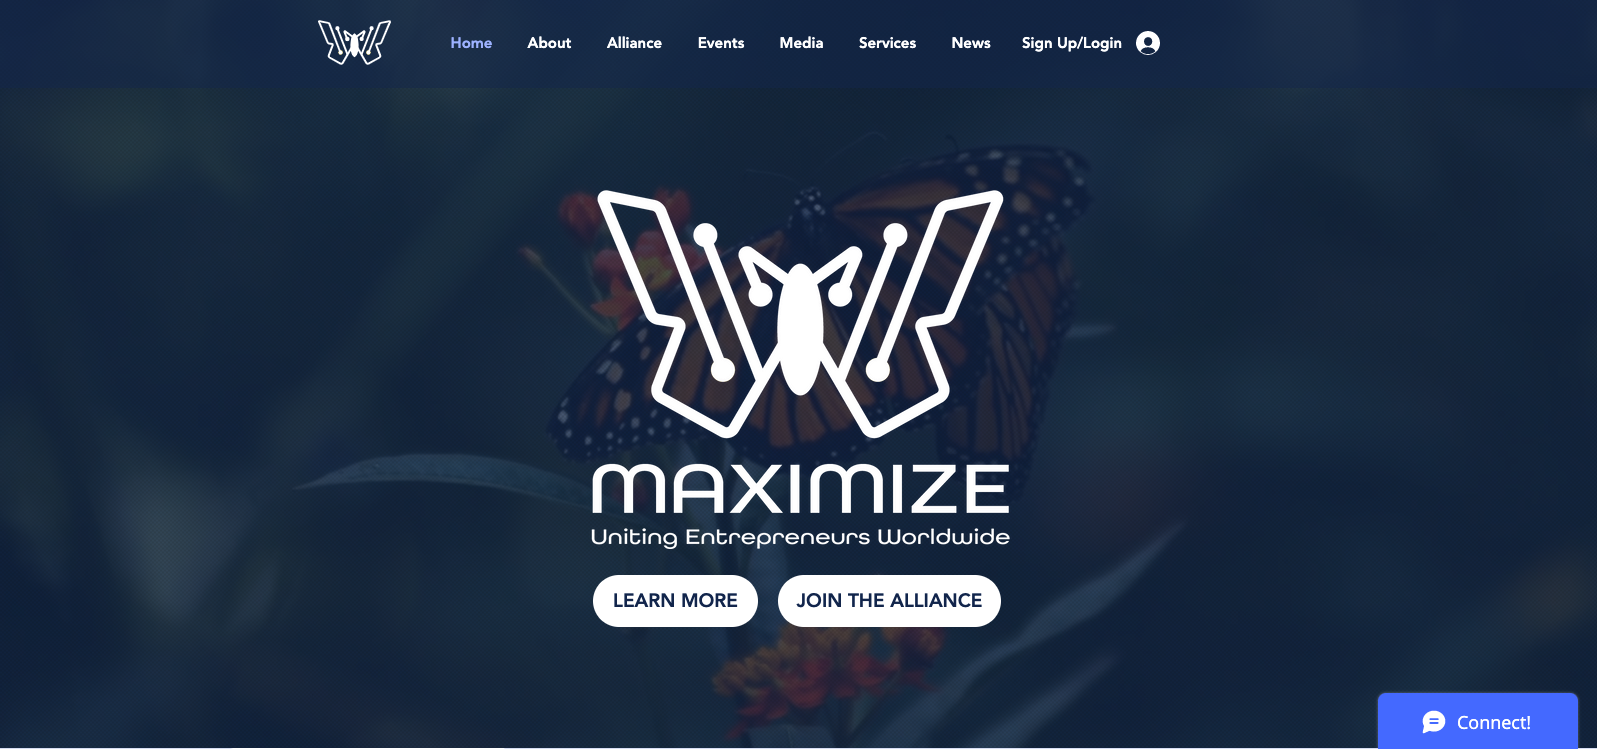 Home About Alliance Events Media Services News Sign Up/Login
MAXIMIZE
Uniting Entrepreneurs Worldwide
LEARN MORE JOIN THE ALLIANCE
Connect!